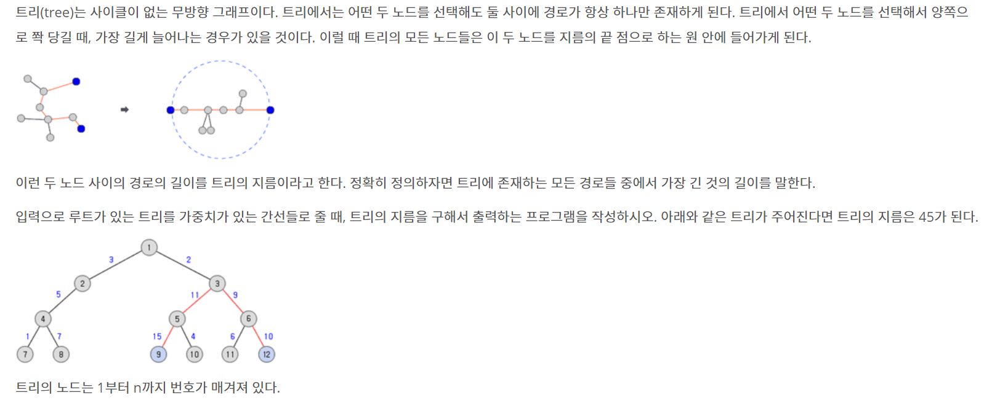 트리(tree)는 사이클이 없는 무방향 그래프이다. 트리에서는 어떤 두 노드를 선택해도 둘 사이에 경로가 항상 하나만 존재하게 된다. 트리에서 어떤 두 노드를 선택해서 양쪽으
로 쫙 당길 때, 가장 길게 늘어나는 경우가 있을 것이다. 이럴 때 트리의 모든 노드들은 이 두 노드를 지름의 끝 점으로 하는 원 안에 들어가게 된다.
이런 두 노드 사이의 경로의 길이를 트리의 지름이라고 한다. 정확히 정의하자면 트리에 존재하는 모든 경로들 중에서 가장 긴 것의 길이를 말한다.
입력으로 루트가 있는 트리를 가중치가 있는 간선들로 줄 때, 트리의 지름을 구해서 출력하는 프로그램을 작성하시오. 아래와 같은 트리가 주어진다면 트리의 지름은 45가 된다.
1
3 2
2 3
5 11 9
4 5 6
1 7 15 4 6 10
7 8 9 10 11 12
트리의 노드는 1부터 n까지 번호가 매겨져 있다.